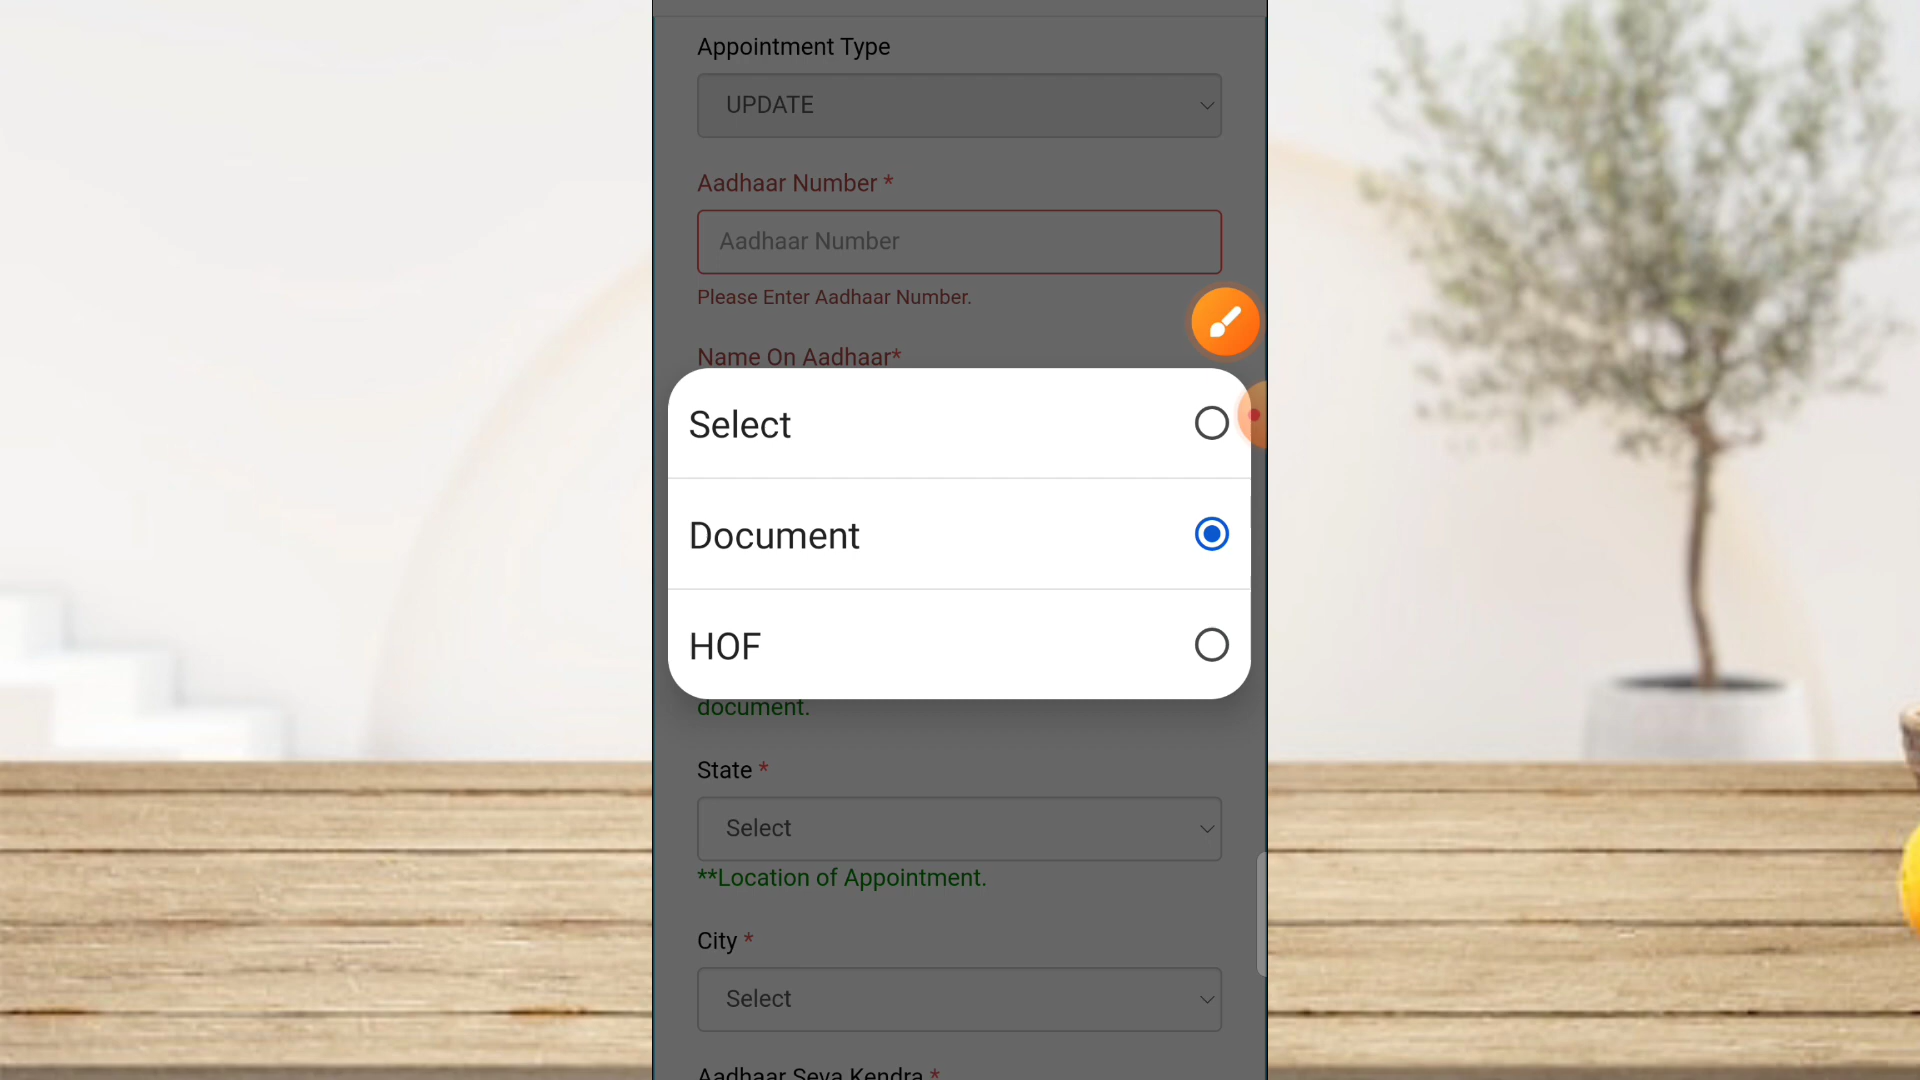 Appointment Type
UPDATE
Aadhaar Number *
Aadhaar Number
Please Enter Aadhaar Number.
Name On Aadhaar*
Select
Document
HOF
document.
State *
Select
**Location of Appointment.
City *
Select
Aadhaar Seva Kendra *